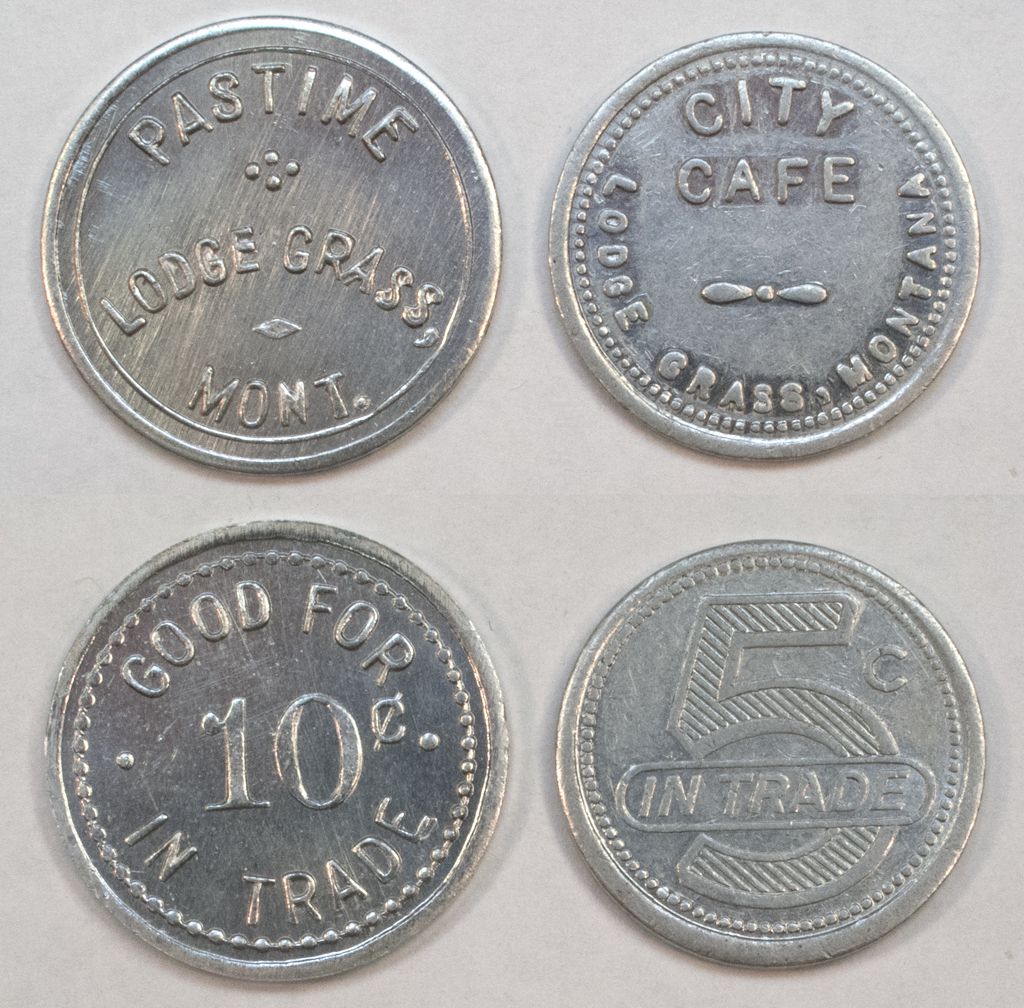 PASTIME
LODGE GRASS,
MONT.
CITY
CAFE
LODGE GRASS, MONTANA
GOOD FOR
10¢
IN TRADE
5¢
IN TRADE